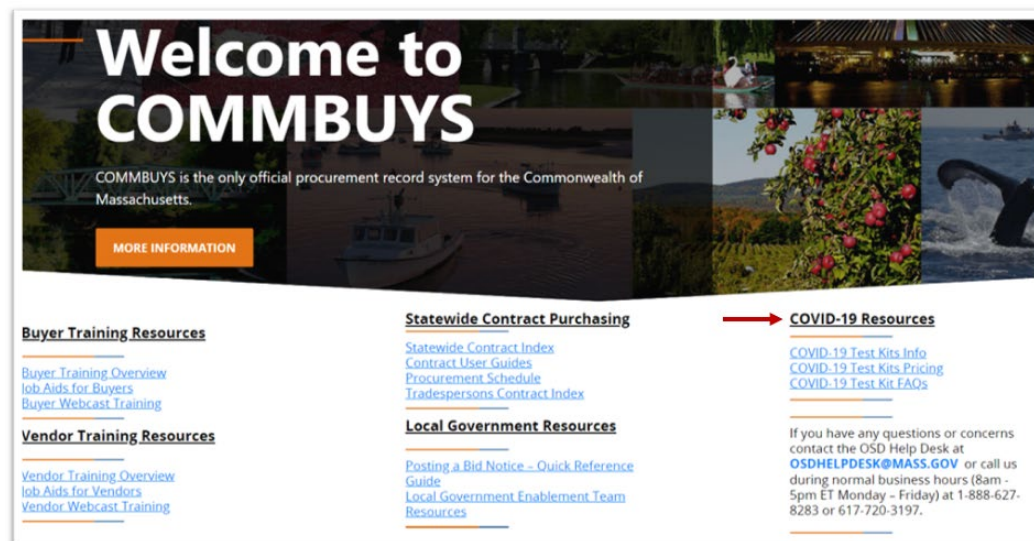 Welcome to
COMMBUYS
COMMBUYS is the only official procurement record system for the Commonwealth of
Massachusetts.
MORE INFORMATION
Buyer Training Resources
Buyer Training Overview
Job Aids for Buyers
Buyer Webcast Training
Vendor Training Resources
Vendor Training Overview
Job Aids for Vendors
Vendor Webcast Training
Statewide Contract Purchasing
Statewide Contract Index
Contract User Guides
Procurement Schedule
Tradespersons Contract Index
Local Government Resources
Posting a Bid Notice – Quick Reference
Guide
Local Government Enablement Team
Resources
COVID-19 Resources
COVID-19 Test Kits Info
COVID-19 Test Kits Pricing
COVID-19 Test Kit FAQs
If you have any questions or concerns
contact the OSD Help Desk at
OSDHELPDESK@MASS.GOV or call us
during normal business hours (8am -
5pm ET Monday – Friday) at 1-888-627-
8283 or 617-720-3197.